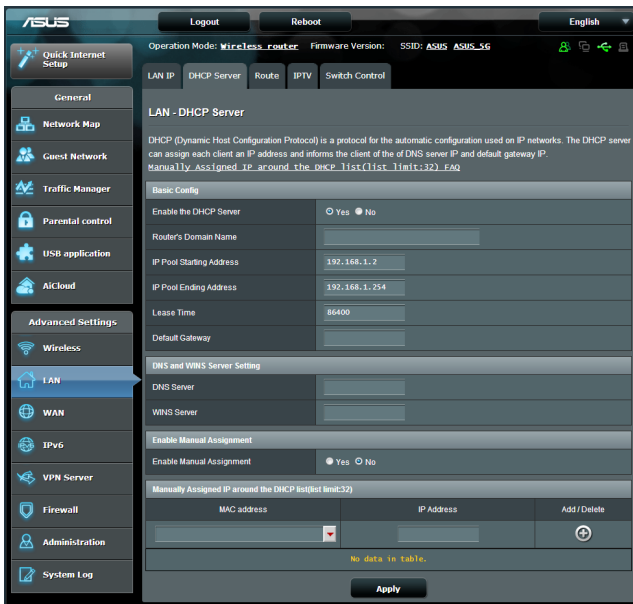 ASUS
Logout
Reboot
English
Quick Internet Setup
Operation Mode: Wireless router Firmware Version: SSID: ASUS ASUS_5G
LAN IP
DHCP Server
Route
IPTV
Switch Control
General
Network Map
Guest Network
Traffic Manager
Parental control
USB application
AiCloud
Advanced Settings
Wireless
LAN
WAN
IPv6
VPN Server
Firewall
Administration
System Log
LAN - DHCP Server
DHCP (Dynamic Host Configuration Protocol) is a protocol for the automatic configuration used on IP networks. The DHCP server
can assign each client an IP address and informs the client of the of DNS server IP and default gateway IP.
Manually Assigned IP around the DHCP list(list limit:32) FAQ
Basic Config
Enable the DHCP Server Yes No
Router's Domain Name
IP Pool Starting Address 192.168.1.2
IP Pool Ending Address 192.168.1.254
Lease Time 86400
Default Gateway
DNS and WINS Server Setting
DNS Server
WINS Server
Enable Manual Assignment
Enable Manual Assignment Yes No
Manually Assigned IP around the DHCP list(list limit:32)
MAC address IP Address Add / Delete
No data in table.
Apply